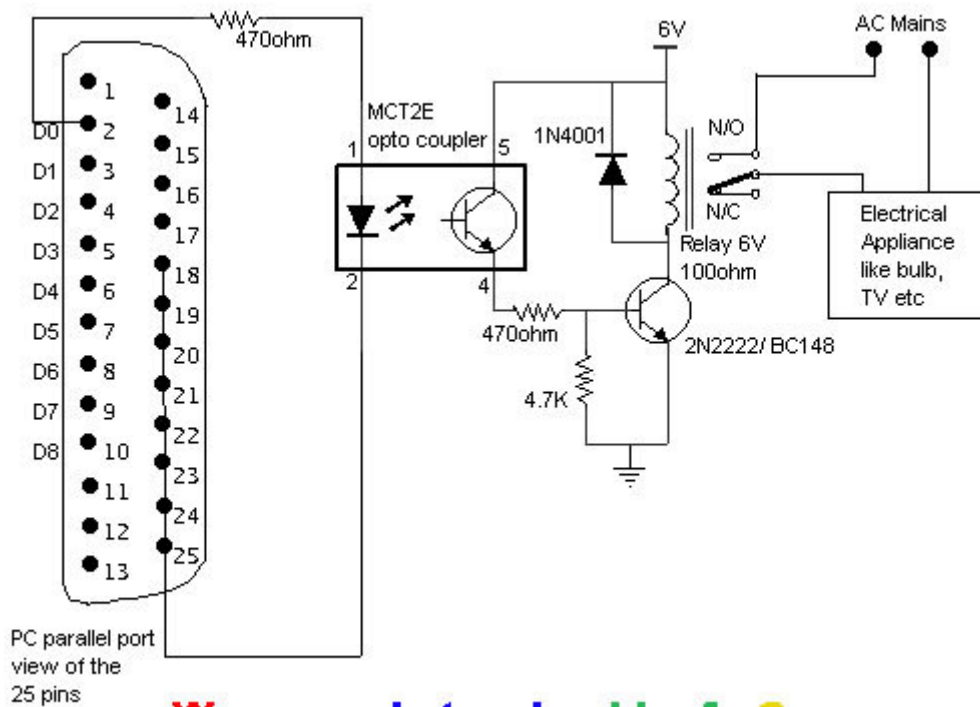 470ohm
6V
AC Mains
1
14
D0
2
15
D1
3
16
D2
4
17
D3
5
18
D4
6
19
D5
7
20
D6
8
21
D7
9
22
D8
10
23
11
24
12
25
13
MCT2E
opto coupler
1
5
2
4
1N4001
N/O
N/C
Relay 6V
100ohm
470ohm
4.7K
2N2222/ BC148
Electrical
Appliance
like bulb,
TV etc
PC parallel port
view of the
25 pins